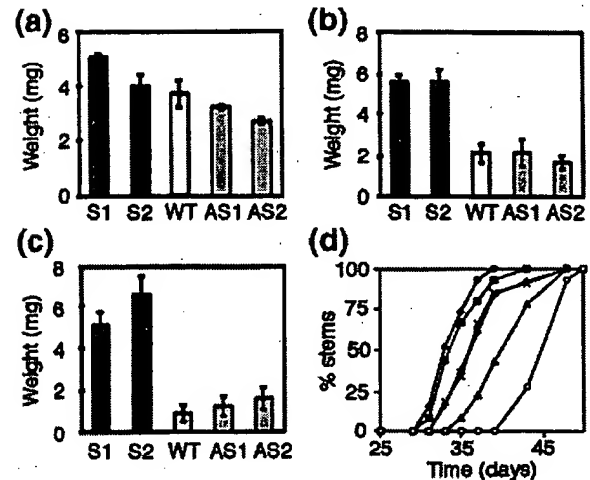 (a)
6
4
2
0
Weight (mg)
S1 S2 WT AS1 AS2
(b)
8
6
4
2
0
Weight (mg)
S1 S2 WT AS1 AS2
(c)
8
6
4
2
0
Weight (mg)
S1 S2 WT AS1 AS2
(d)
100
75
50
25
0
% stems
25 35 45
Time (days)